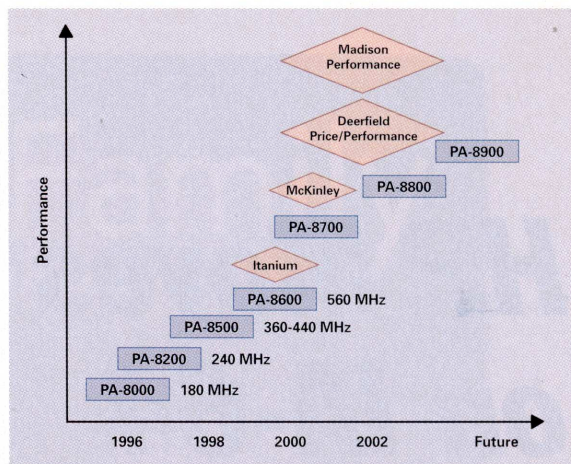 Madison
Performance
Deerfield
Price/Performance
PA-8900
McKinley
PA-8800
PA-8700
Itanium
PA-8600 560 MHz
PA-8500 360-440 MHz
PA-8200 240 MHz
PA-8000 180 MHz
Performance
1996 1998 2000 2002 Future